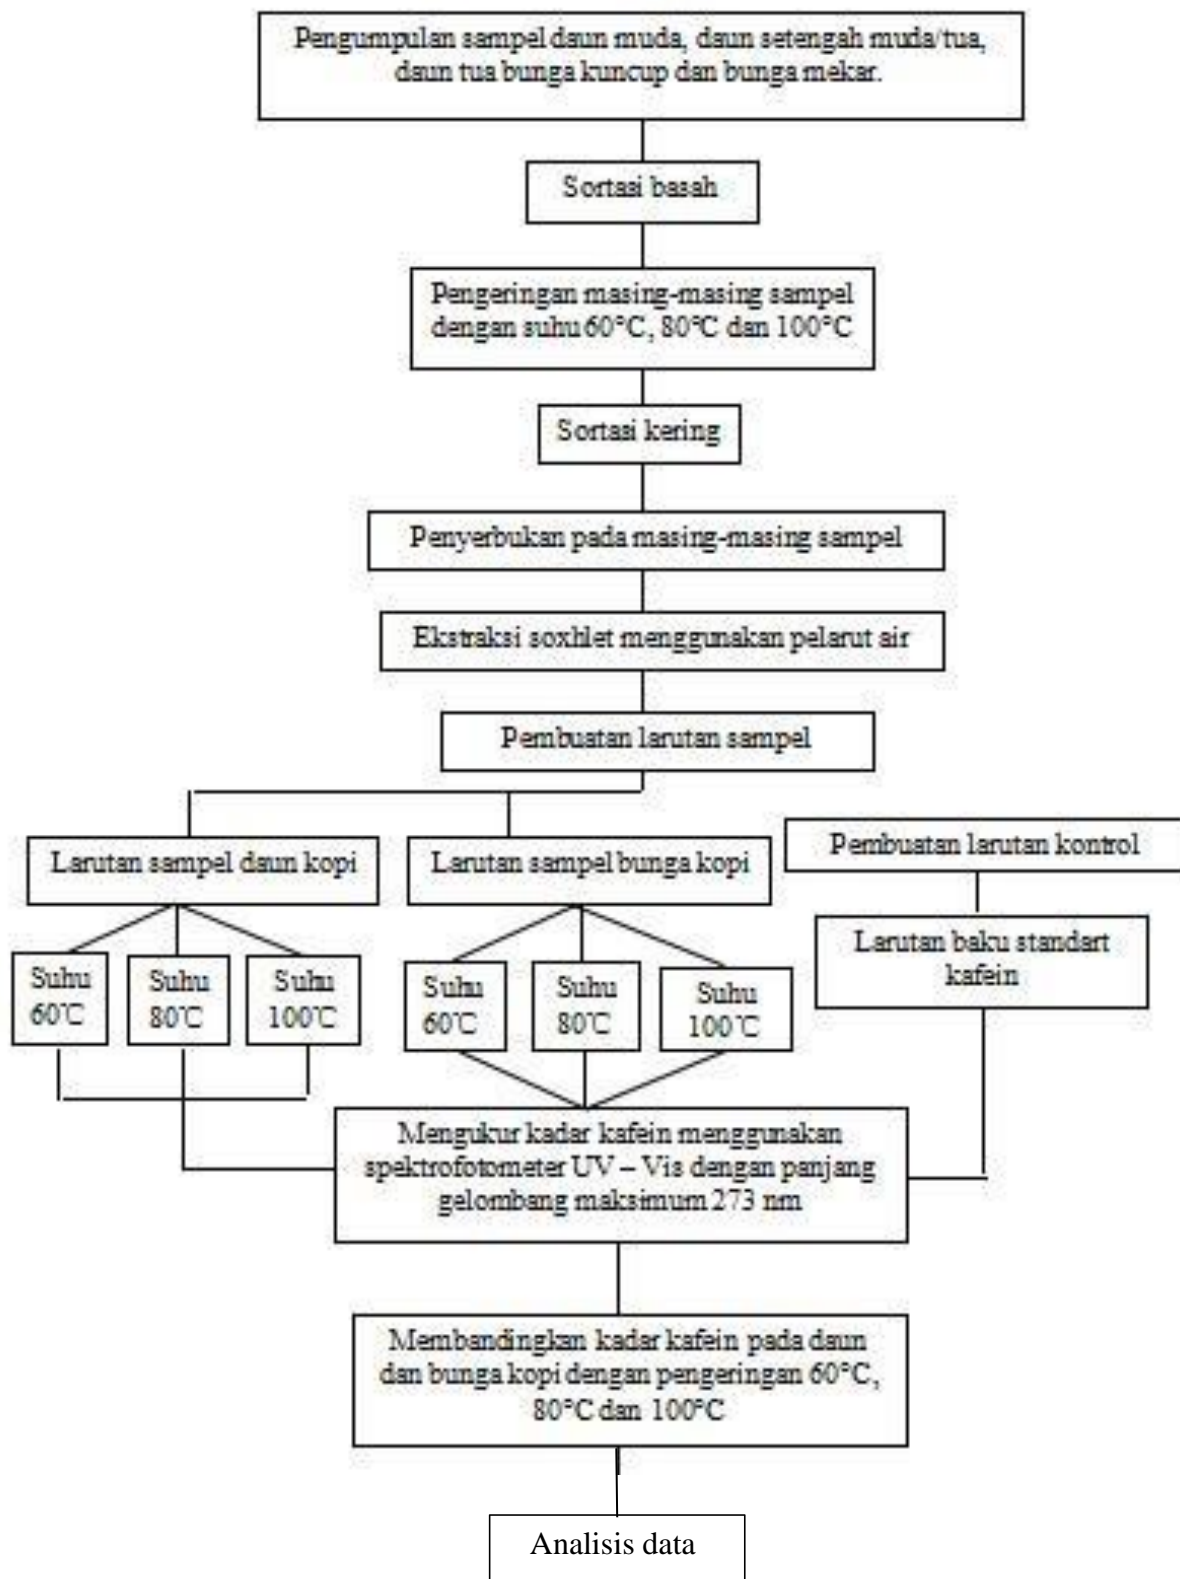 Pengumpulan sampel daun muda, daun setengah muda/tua,
daun tua bunga kuncup dan bunga mekar.
Sortasi basah
Pengeringan masing-masing sampel
dengan suhu 60°C, 80°C dan 100°C
Sortasi kering
Penyerbukan pada masing-masing sampel
Ekstraksi soxhlet menggunakan pelarut air
Pembuatan larutan sampel
Larutan sampel daun kopi
Larutan sampel bunga kopi
Pembuatan larutan kontrol
Larutan baku standart
kafein
Suhu
60℃
Suhu
80℃
Suhu
100℃
Suhu
60℃
Suhu
80℃
Suhu
100℃
Mengukur kadar kafein menggunakan
spektrofotometer UV – Vis dengan panjang
gelombang maksimum 273 nm
Membandingkan kadar kafein pada daun
dan bunga kopi dengan pengeringan 60°C,
80°C dan 100°C
Analisis data